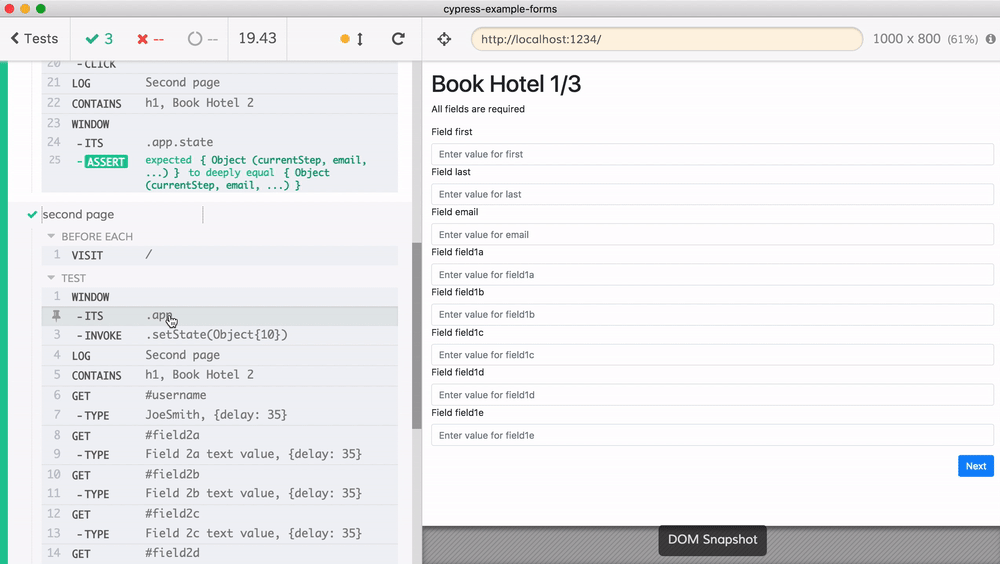 cypress-example-forms
Tests
3
--
--
19.43
http://localhost:1234/
1000 x 800 (61%)
20 -CLICK
21 LOG Second page
22 CONTAINS h1, Book Hotel 2
23 WINDOW
24 -ITS .app.state
25 -ASSERT expected { Object (currentStep, email,
...) } to deeply equal { Object
(currentStep, email, ...) }
second page
BEFORE EACH
1 VISIT /
TEST
1 WINDOW
-ITS .app
3 -INVOKE .setState(Object{10})
4 LOG Second page
5 CONTAINS h1, Book Hotel 2
6 GET #username
7 -TYPE JoeSmith, {delay: 35}
8 GET #field2a
9 -TYPE Field 2a text value, {delay: 35}
10 GET #field2b
11 -TYPE Field 2b text value, {delay: 35}
12 GET #field2c
13 -TYPE Field 2c text value, {delay: 35}
14 GET #field2d
Book Hotel 1/3
All fields are required
Field first
Enter value for first
Field last
Enter value for last
Field email
Enter value for email
Field field1a
Enter value for field1a
Field field1b
Enter value for field1b
Field field1c
Enter value for field1c
Field field1d
Enter value for field1d
Field field1e
Enter value for field1e
Next
DOM Snapshot